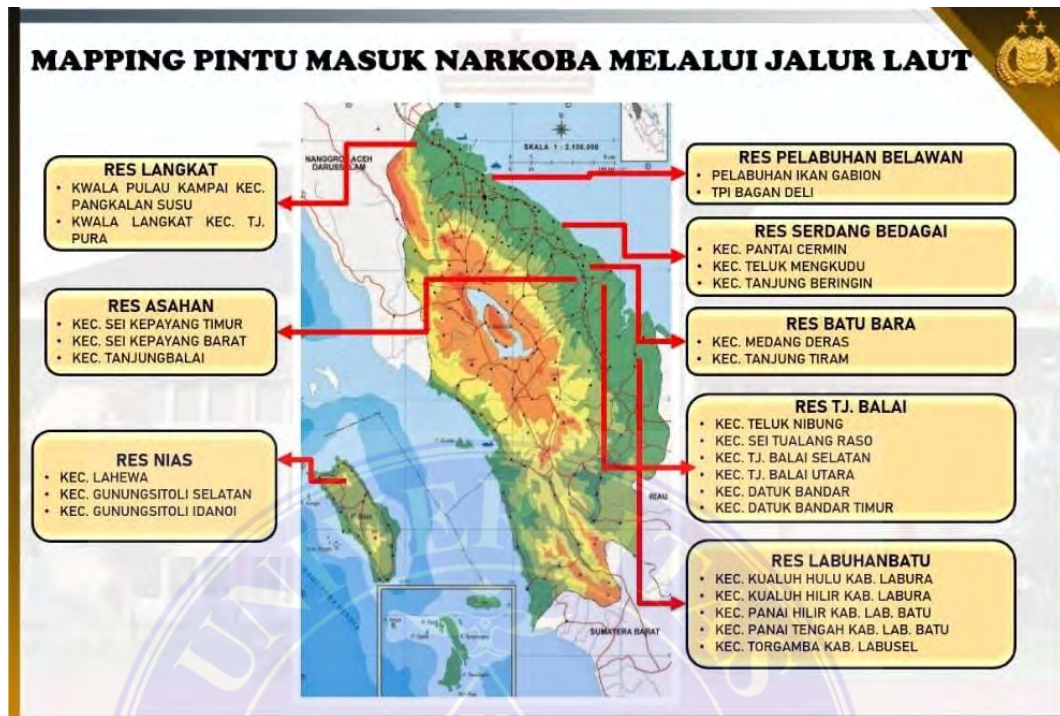 MAPPING PINTU MASUK NARKOBA MELALUI JALUR LAUT
RES LANGKAT
• KWALA PULAU KAMPAI KEC.
PANGKALAN SUSU
• KWALA LANGKAT KEC. TJ.
PURA
RES ASAHAN
• KEC. SEI KEPAYANG TIMUR
• KEC. SEI KEPAYANG BARAT
• KEC. TANJUNGBALAI
RES NIAS
• KEC. LAHEWA
• KEC. GUNUNGSITOLI SELATAN
• KEC. GUNUNGSITOLI IDANOI
NANGGROE ACEH
DARUSSALAM
SKALA 1 : 2.100.000
RIAU
SUMATERA BARAT
RES PELABUHAN BELAWAN
• PELABUHAN IKAN GABION
• TPI BAGAN DELI
RES SERDANG BEDAGAI
• KEC. PANTAI CERMIN
• KEC. TELUK MENGKUDU
• KEC. TANJUNG BERINGIN
RES BATU BARA
• KEC. MEDANG DERAS
• KEC. TANJUNG TIRAM
RES TJ. BALAI
• KEC. TELUK NIBUNG
• KEC. SEI TUALANG RASO
• KEC. TJ. BALAI SELATAN
• KEC. TJ. BALAI UTARA
• KEC. DATUK BANDAR
• KEC. DATUK BANDAR TIMUR
RES LABUHANBATU
• KEC. KUALUH HULU KAB. LABURA
• KEC. KUALUH HILIR KAB. LABURA
• KEC. PANAI HILIR KAB. LAB. BATU
• KEC. PANAI TENGAH KAB. LAB. BATU
• KEC. TORGAMBA KAB. LABUSEL